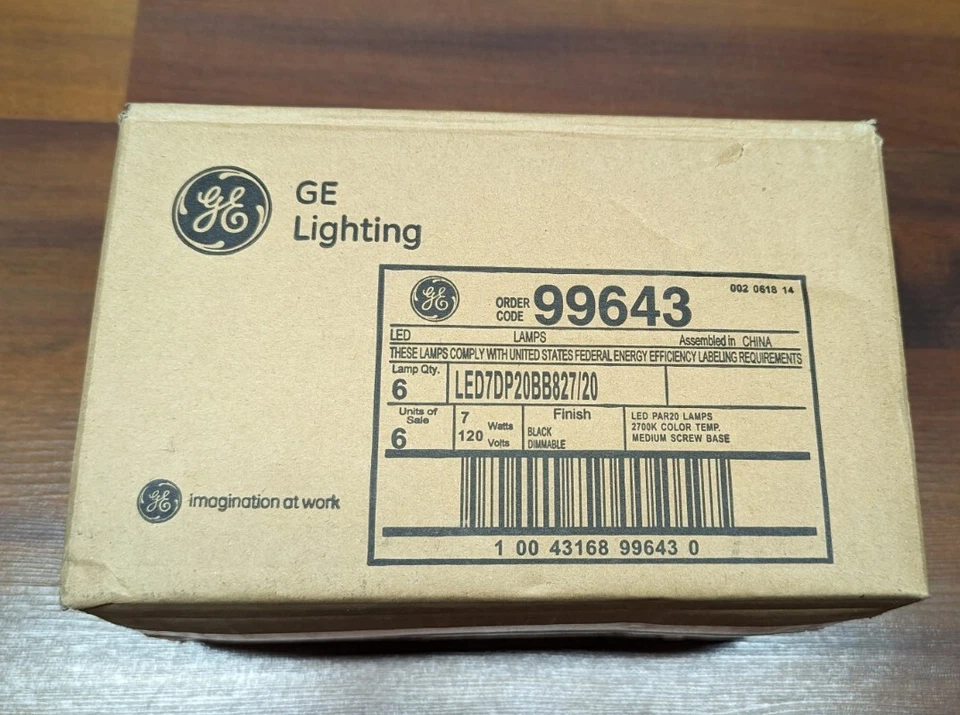 GE
GE
Lighting
GE
ORDER
CODE
99643
002 0618 14
LED LAMPS Assembled in CHINA
THESE LAMPS COMPLY WITH UNITED STATES FEDERAL ENERGY EFFICIENCY LABELING REQUIREMENTS
Lamp Qty.
6
LED7DP20BB827/20
Units of
Sale
6
7 Watts
120 Volts
Finish
BLACK
DIMMABLE
LED PAR20 LAMPS
2700K COLOR TEMP.
MEDIUM SCREW BASE
GE imagination at work
1 00 43168 99643 0